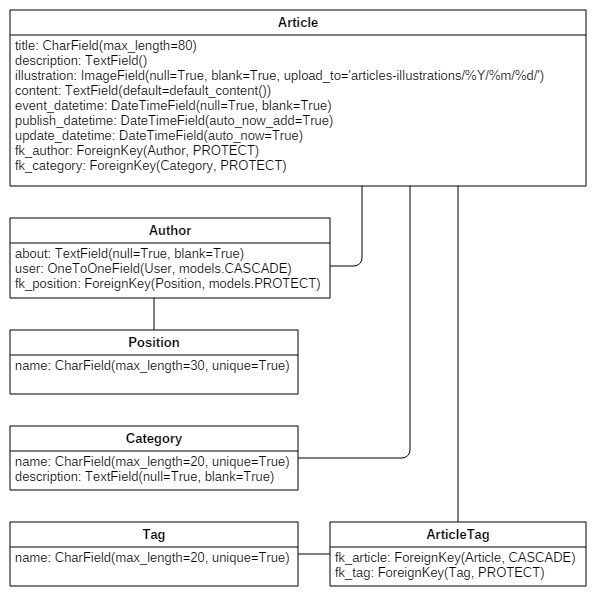 Article
title: CharField(max_length=80)
description: TextField()
illustration: ImageField(null=True, blank=True, upload_to='articles-illustrations/%Y/%m/%d/')
content: TextField(default=default_content())
event_datetime: DateTimeField(null=True, blank=True)
publish_datetime: DateTimeField(auto_now_add=True)
update_datetime: DateTimeField(auto_now=True)
fk_author: ForeignKey(Author, PROTECT)
fk_category: ForeignKey(Category, PROTECT)
Author
about: TextField(null=True, blank=True)
user: OneToOneField(User, models.CASCADE)
fk_position: ForeignKey(Position, models.PROTECT)
Position
name: CharField(max_length=30, unique=True)
Category
name: CharField(max_length=20, unique=True)
description: TextField(null=True, blank=True)
Tag
name: CharField(max_length=20, unique=True)
ArticleTag
fk_article: ForeignKey(Article, CASCADE)
fk_tag: ForeignKey(Tag, PROTECT)